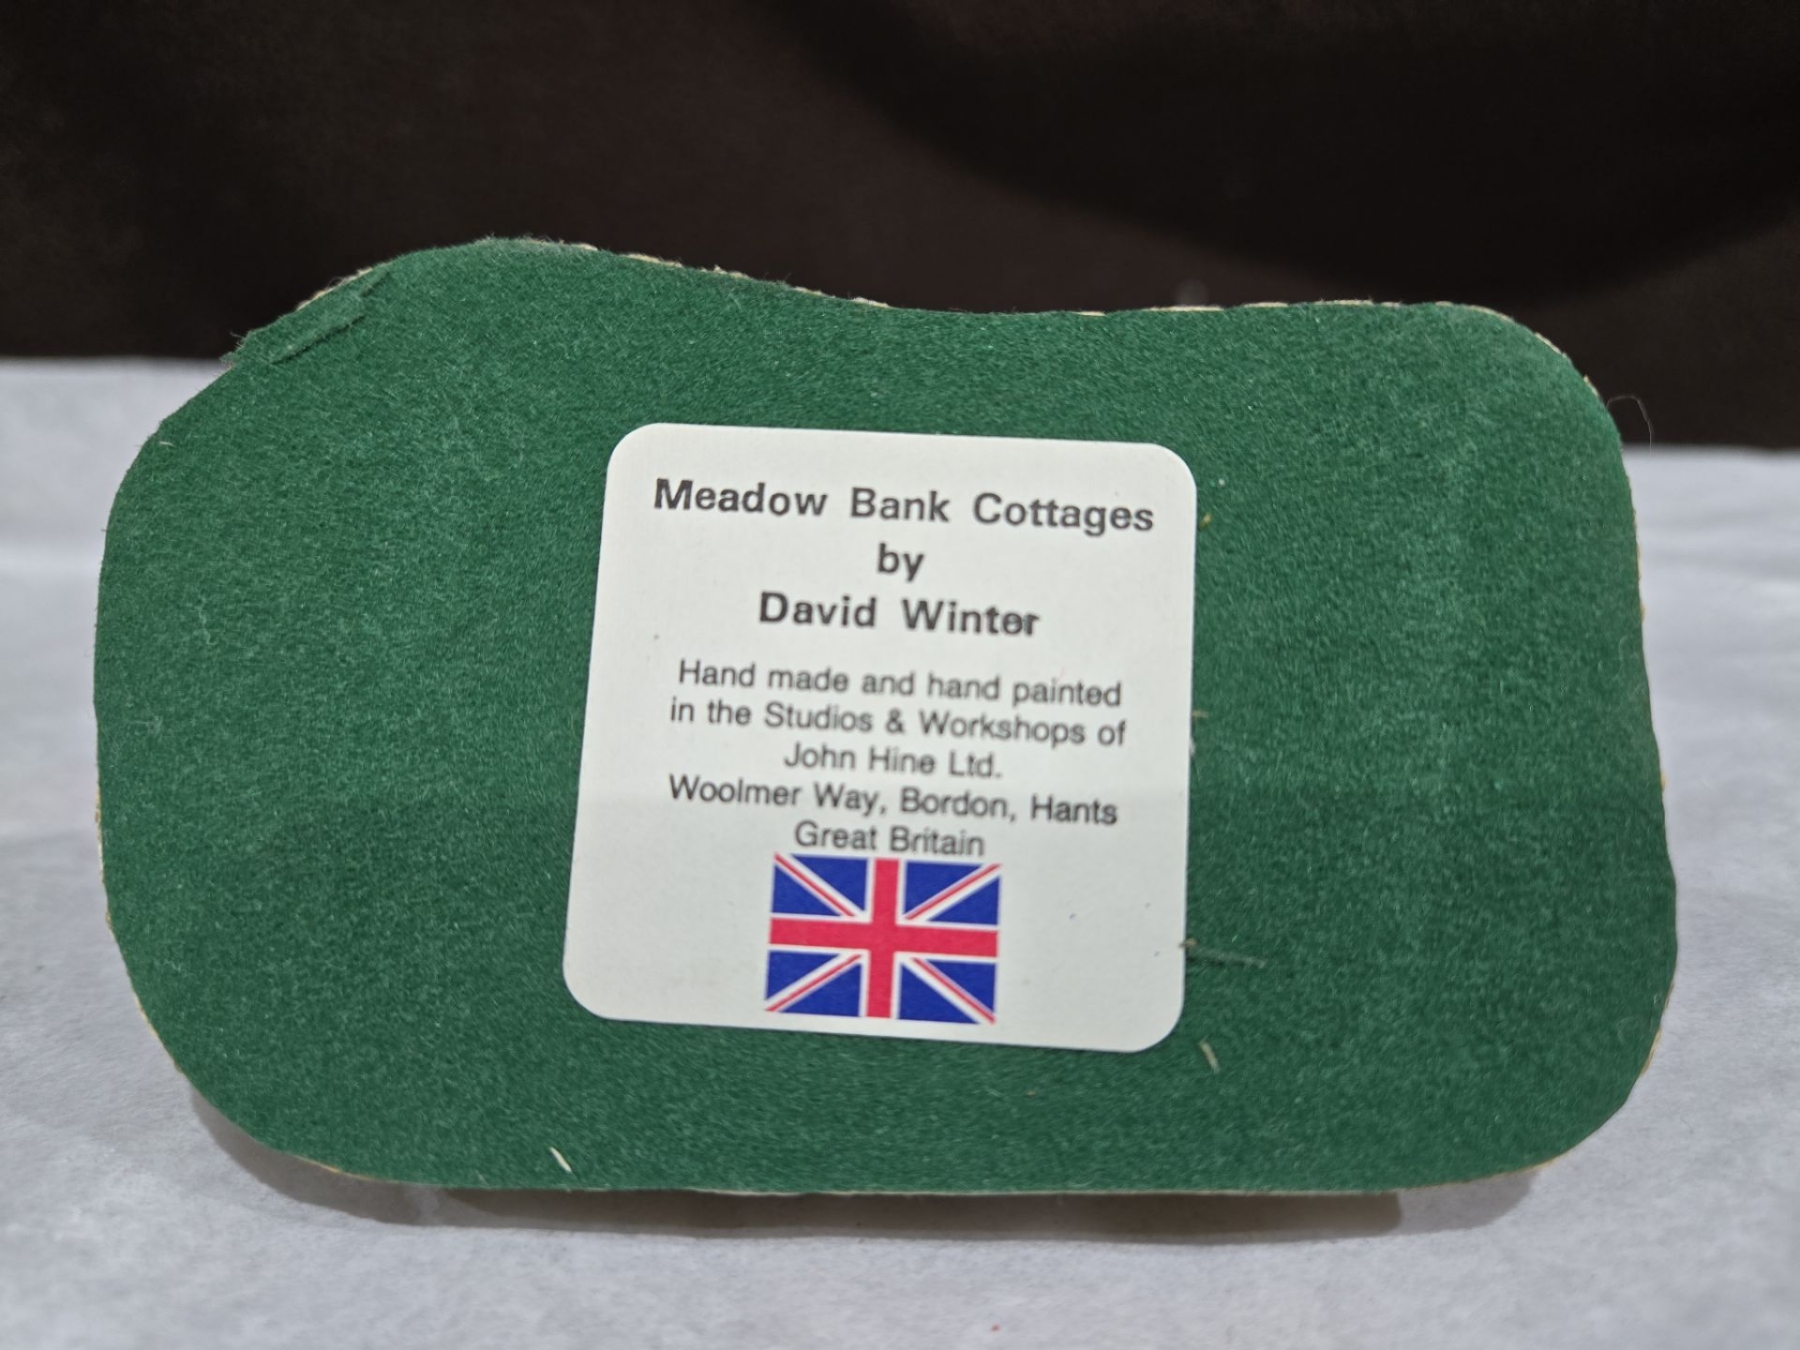 Meadow Bank Cottages
by
David Winter
Hand made and hand painted
in the Studios & Workshops of
John Hine Ltd.
Woolmer Way, Bordon, Hants
Great Britain